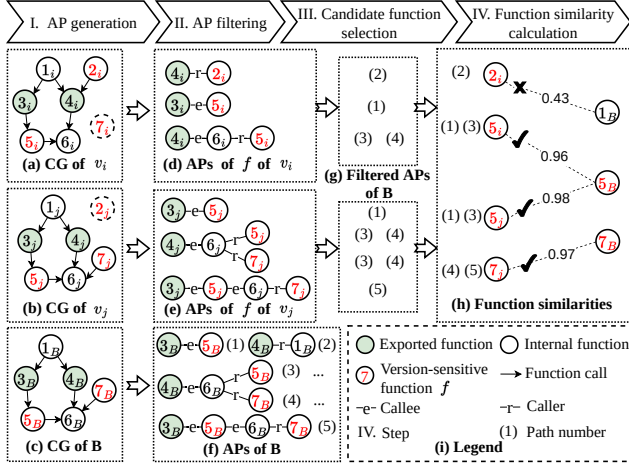 I. AP generation
II. AP filtering
III. Candidate function
selection
IV. Function similarity
calculation
1i
2i
3i
4i
7i
5i
6i
(a) CG of vi
4i -r- 2i
3i -e- 5i
4i -e- 6i -r- 5i
(d) APs of f of vi
(2)
(1)
(3) (4)
(g) Filtered APs
of B
(2) 2i
0.43
1B
(1) (3) 5i
0.96
5B
0.98
(1) (3) 5j
7B
0.97
(4) (5) 7j
(h) Function similarities
1j
2j
3j
4j
7j
5j
6j
(b) CG of vj
3j -e- 5j
4j -e- 6j -r- 5j
-r- 7j
3j -e- 5j -e- 6j -r- 7j
(e) APs of f of vj
(1)
(3) (4)
(3) (4)
(5)
1B
3B
4B
7B
5B
6B
(c) CG of B
3B -e- 5B (1) 4B -r- 1B (2)
4B -e- 6B -r- 5B (3) ...
-r- 7B (4) ...
3B -e- 5B -e- 6B -r- 7B (5)
(f) APs of B
Exported function
Internal function
7 Version-sensitive
function f
Function call
-e- Callee
-r- Caller
IV. Step
(1) Path number
(i) Legend